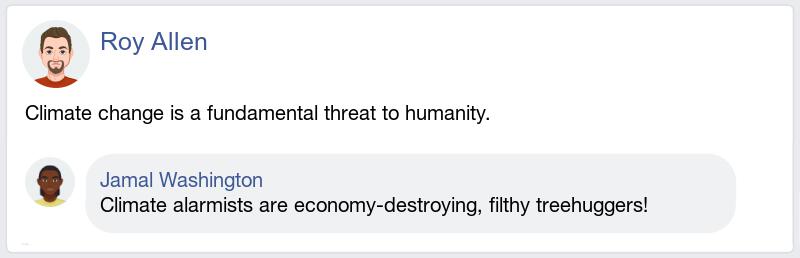 Roy Allen
Climate change is a fundamental threat to humanity.
Jamal Washington
Climate alarmists are economy-destroying, filthy treehuggers!